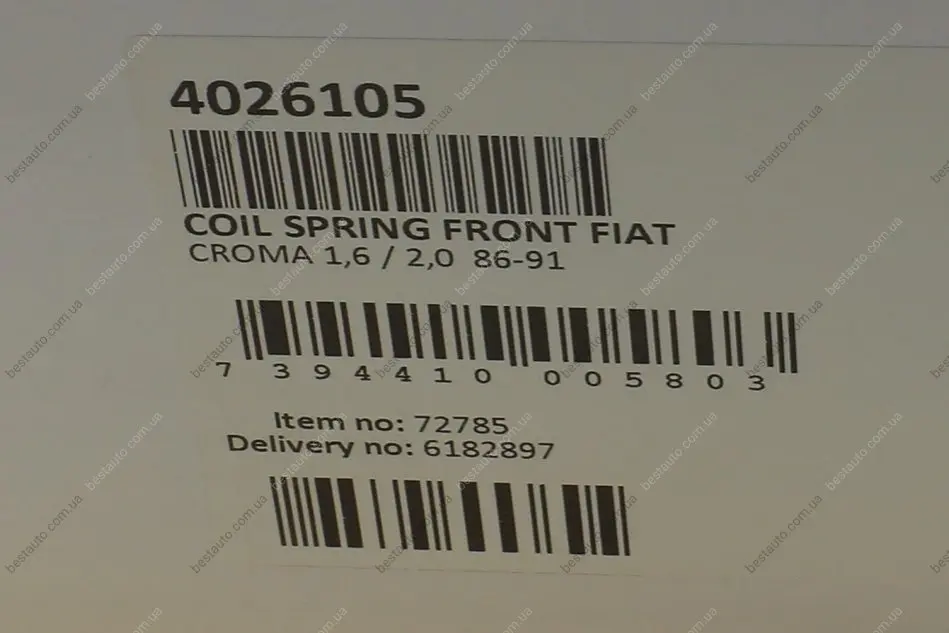 4026105
COIL SPRING FRONT FIAT
CROMA 1,6 / 2,0 86-91
7 394410 005803
Item no: 72785
Delivery no: 6182897
bestauto.com.ua